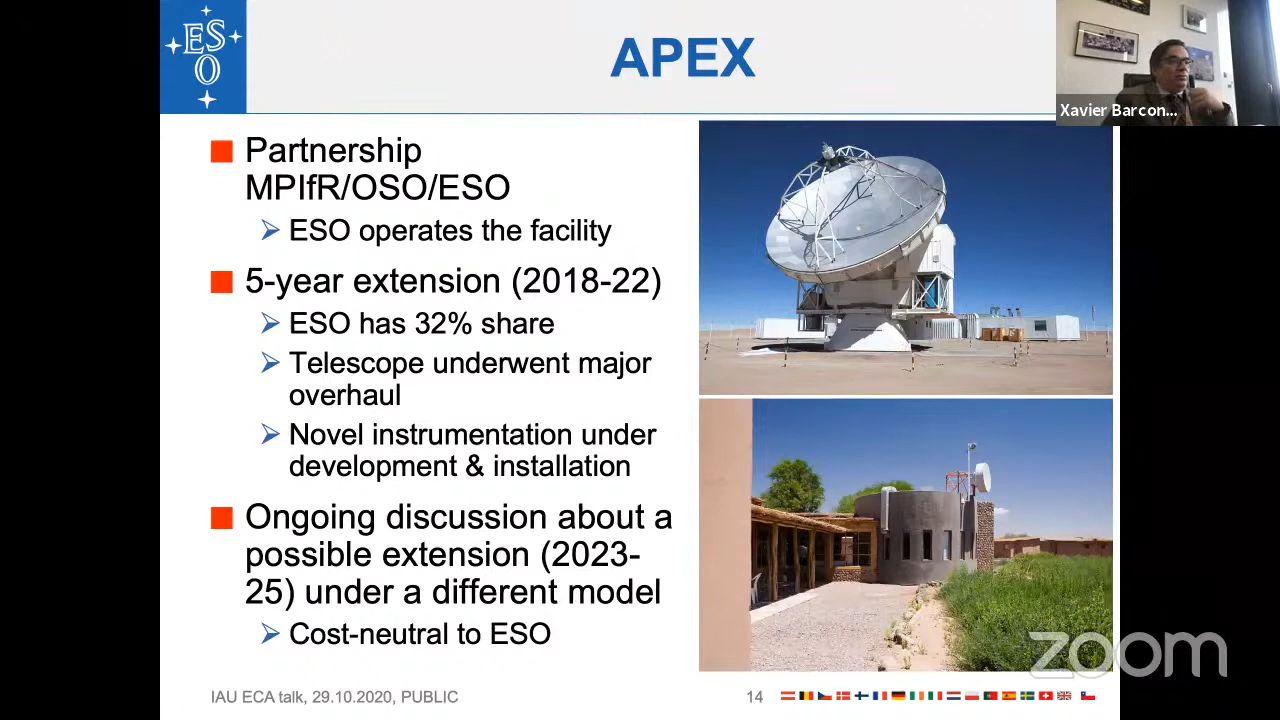 ESO
APEX
Xavier Barcon...
Partnership
MPIfR/OSO/ESO
ESO operates the facility
5-year extension (2018-22)
ESO has 32% share
Telescope underwent major
overhaul
Novel instrumentation under
development & installation
Ongoing discussion about a
possible extension (2023-
25) under a different model
Cost-neutral to ESO
zoom
IAU ECA talk, 29.10.2020, PUBLIC
14